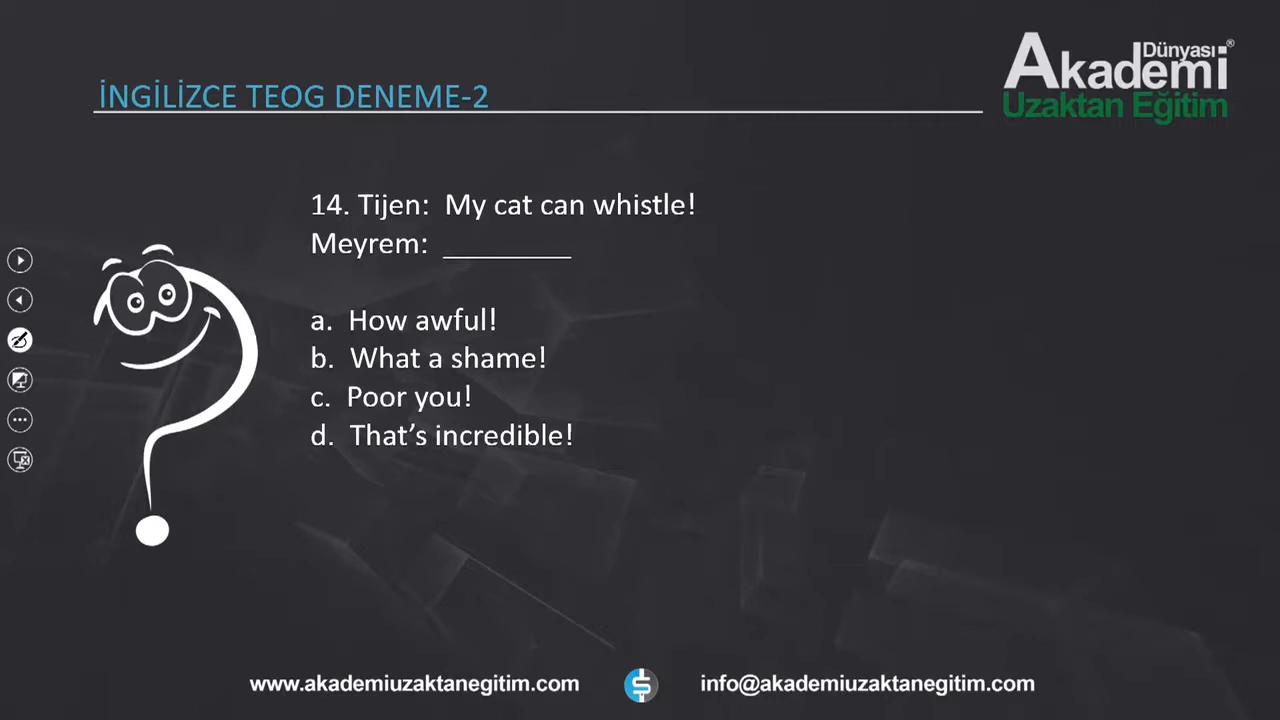 Dünyası
Akademi®
Uzaktan Eğitim
İNGİLİZCE TEOG DENEME-2
14. Tijen: My cat can whistle!
Meyrem: ________
a. How awful!
b. What a shame!
c. Poor you!
d. That's incredible!
www.akademiuzaktanegitim.com
info@akademiuzaktanegitim.com